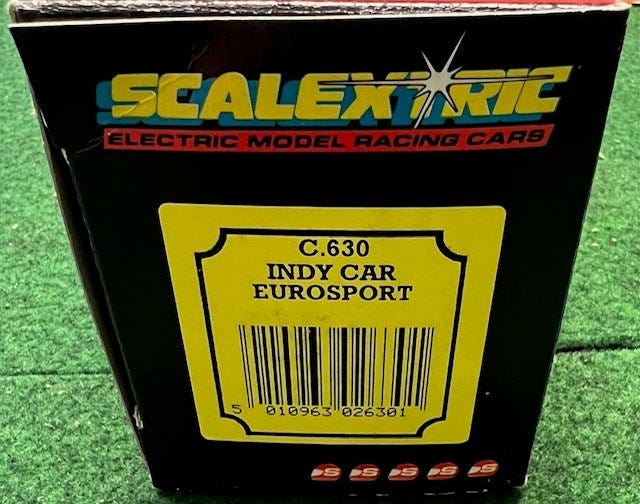 SCALEXTRIC
ELECTRIC MODEL RACING CARS
C.630
INDY CAR
EUROSPORT
5 010963 026301